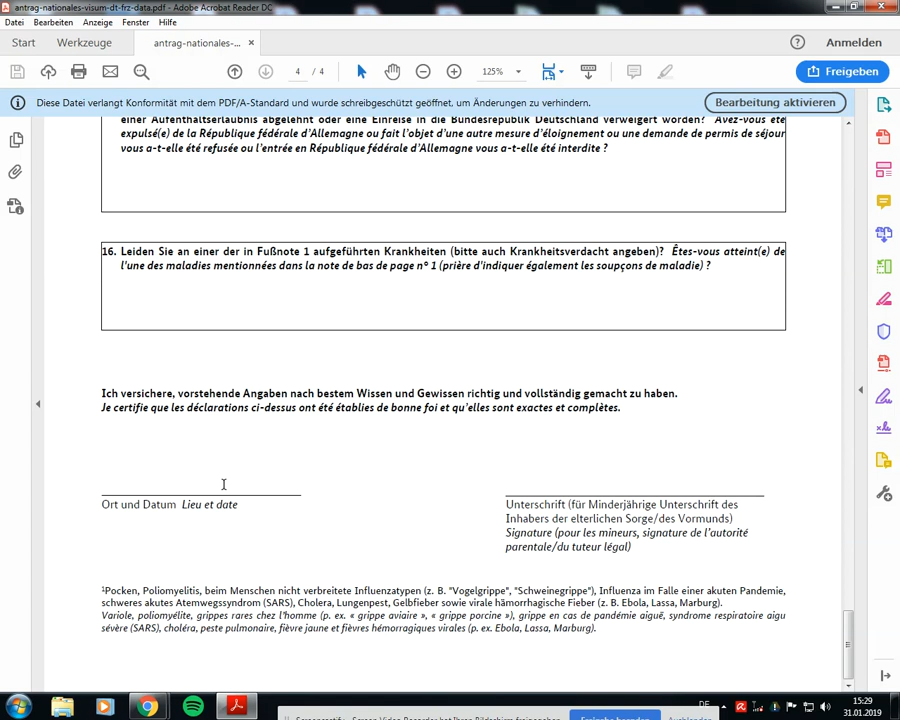 antrag-nationales-visum-dt-frz-data.pdf - Adobe Acrobat Reader DC
Datei Bearbeiten Anzeige Fenster Hilfe
Start Werkzeuge antrag-nationales-... × Anmelden
4 / 4 125% Freigeben
Diese Datei verlangt Konformität mit dem PDF/A-Standard und wurde schreibgeschützt geöffnet, um Änderungen zu verhindern. Bearbeitung aktivieren
einer Aufenthaltserlaubnis abgelehnt oder eine Einreise in die Bundesrepublik Deutschland verweigert worden? Avez-vous été
expulsé(e) de la République fédérale d'Allemagne ou fait l'objet d'une autre mesure d'éloignement ou une demande de permis de séjour
vous a-t-elle été refusée ou l'entrée en République fédérale d'Allemagne vous a-t-elle été interdite ?
16. Leiden Sie an einer der in Fußnote 1 aufgeführten Krankheiten (bitte auch Krankheitsverdacht angeben)? Êtes-vous atteint(e) de
l'une des maladies mentionnées dans la note de bas de page n° 1 (prière d'indiquer également les soupçons de maladie) ?
Ich versichere, vorstehende Angaben nach bestem Wissen und Gewissen richtig und vollständig gemacht zu haben.
Je certifie que les déclarations ci-dessus ont été établies de bonne foi et qu'elles sont exactes et complètes.
Ort und Datum Lieu et date
Unterschrift (für Minderjährige Unterschrift des
Inhabers der elterlichen Sorge/des Vormunds)
Signature (pour les mineurs, signature de l'autorité
parentale/du tuteur légal)
¹Pocken, Poliomyelitis, beim Menschen nicht verbreitete Influenzatypen (z. B. "Vogelgrippe", "Schweinegrippe"), Influenza im Falle einer akuten Pandemie,
schweres akutes Atemwegssyndrom (SARS), Cholera, Lungenpest, Gelbfieber sowie virale hämorrhagische Fieber (z. B. Ebola, Lassa, Marburg).
Variole, poliomyélite, grippes rares chez l'homme (p. ex. « grippe aviaire », « grippe porcine »), grippe en cas de pandémie aiguë, syndrome respiratoire aigu
sévère (SARS), choléra, peste pulmonaire, fièvre jaune et fièvres hémorragiques virales (p. ex. Ebola, Lassa, Marburg).
DE 15:29
31.01.2019